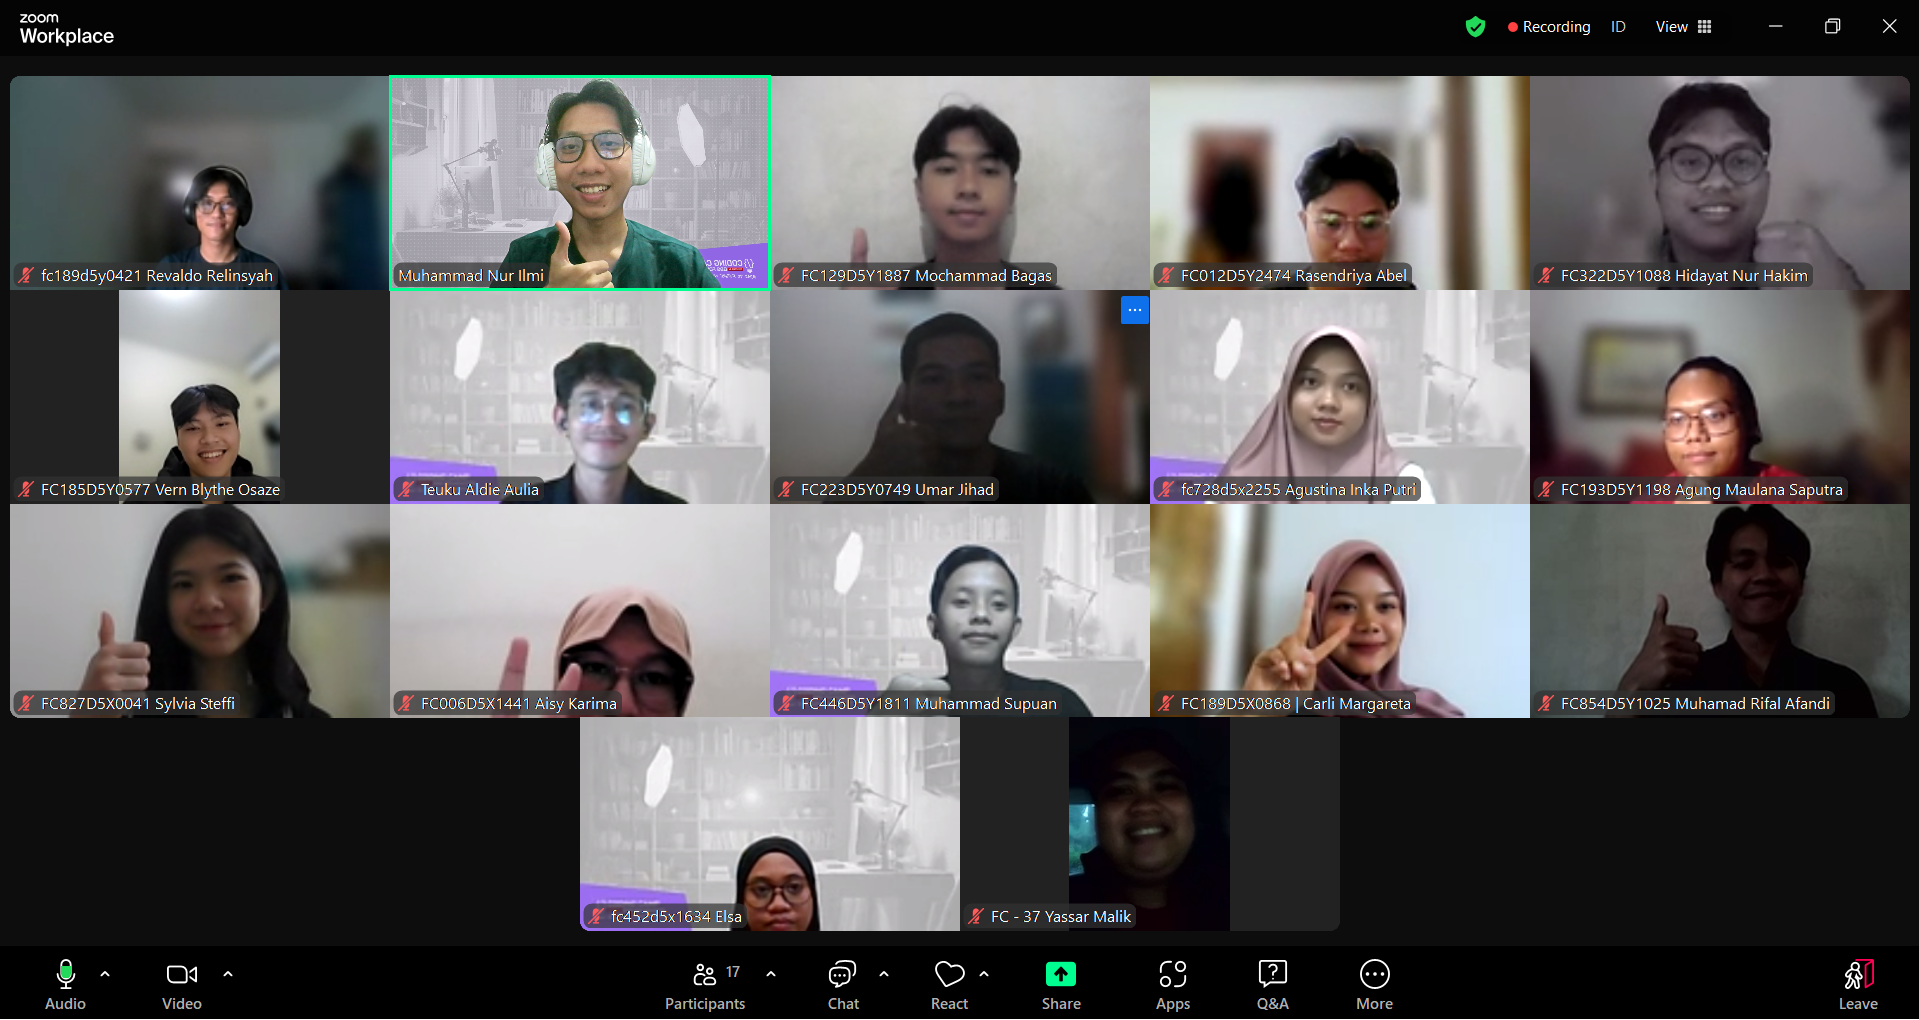 zoom
Workplace
Recording
ID
View
fc189d5y0421 Revaldo Relinsyah
Muhammad Nur Ilmi
FC129D5Y1887 Mochammad Bagas
FC012D5Y2474 Rasendriya Abel
FC322D5Y1088 Hidayat Nur Hakim
FC185D5Y0577 Vern Blythe Osaze
Teuku Aldie Aulia
FC223D5Y0749 Umar Jihad
fc728d5x2255 Agustina Inka Putri
FC193D5Y1198 Agung Maulana Saputra
FC827D5X0041 Sylvia Steffi
FC006D5X1441 Aisy Karima
FC446D5Y1811 Muhammad Supuan
FC189D5X0868 | Carli Margareta
FC854D5Y1025 Muhamad Rifal Afandi
fc452d5x1634 Elsa
FC - 37 Yassar Malik
Audio
Video
17
Participants
Chat
React
Share
Apps
Q&A
More
Leave